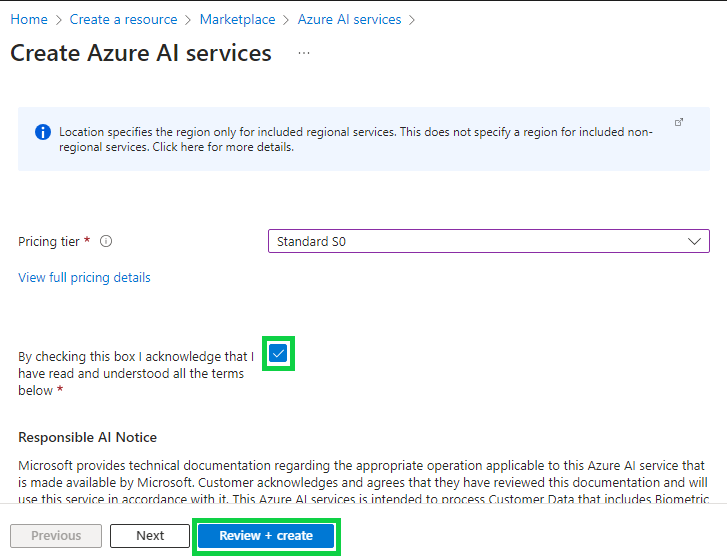 Home > Create a resource > Marketplace > Azure AI services >
Create Azure AI services ...
Location specifies the region only for included regional services. This does not specify a region for included non-
regional services. Click here for more details.
Pricing tier *
Standard S0
View full pricing details
By checking this box I acknowledge that I
have read and understood all the terms
below *
Responsible AI Notice
Microsoft provides technical documentation regarding the appropriate operation applicable to this Azure AI service that
is made available by Microsoft. Customer acknowledges and agrees that they have reviewed this documentation and will
use this service in accordance with it. This Azure AI services is intended to process Customer Data that includes Biometric
Previous
Next
Review + create